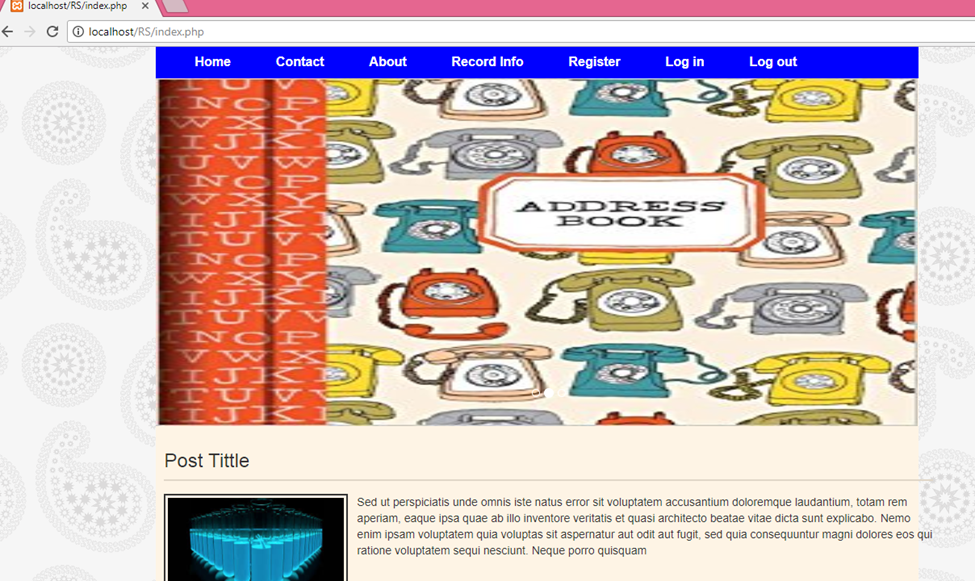 localhost/RS/index.php
localhost/RS/index.php
Home Contact About Record Info Register Log in Log out
ADDRESS
BOOK
Post Tittle
Sed ut perspiciatis unde omnis iste natus error sit voluptatem accusantium doloremque laudantium, totam rem
aperiam, eaque ipsa quae ab illo inventore veritatis et quasi architecto beatae vitae dicta sunt explicabo. Nemo
enim ipsam voluptatem quia voluptas sit aspernatur aut odit aut fugit, sed quia consequuntur magni dolores eos qui
ratione voluptatem sequi nesciunt. Neque porro quisquam